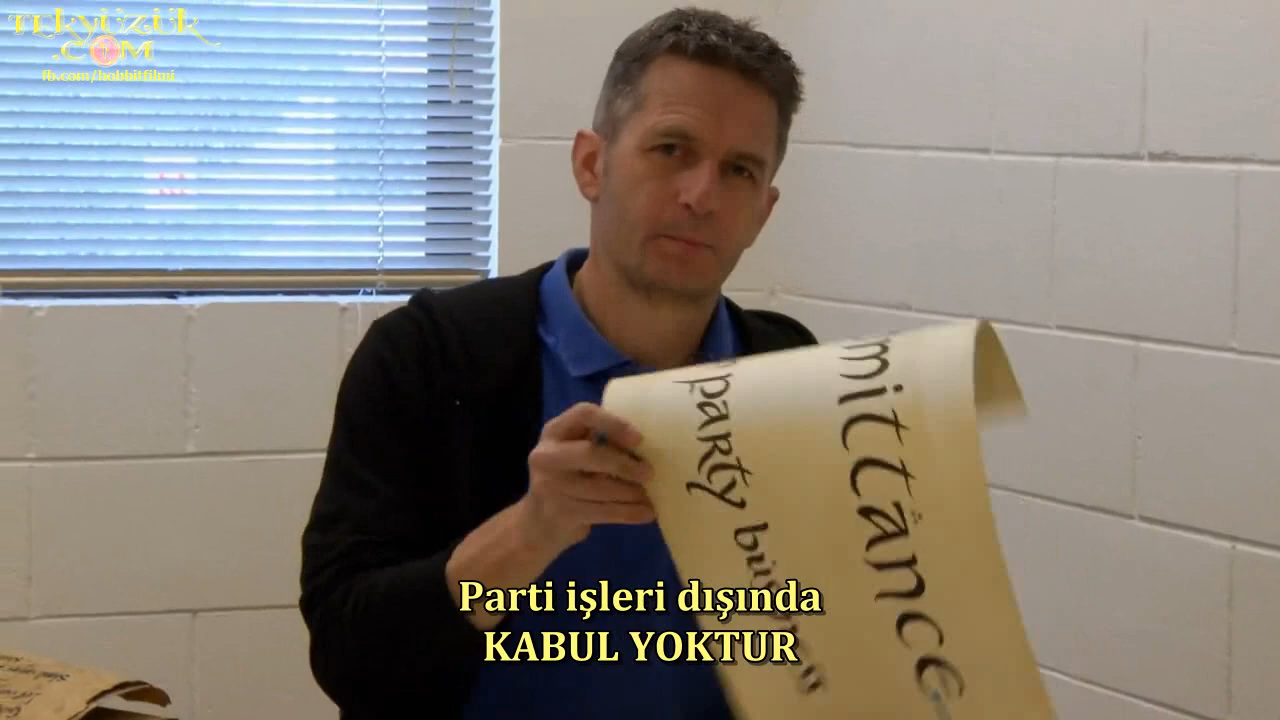 TEKYÜZÜK
.COM
fb.com/hobbitfilmi
mittance
party
Parti işleri dışında
KABUL YOKTUR